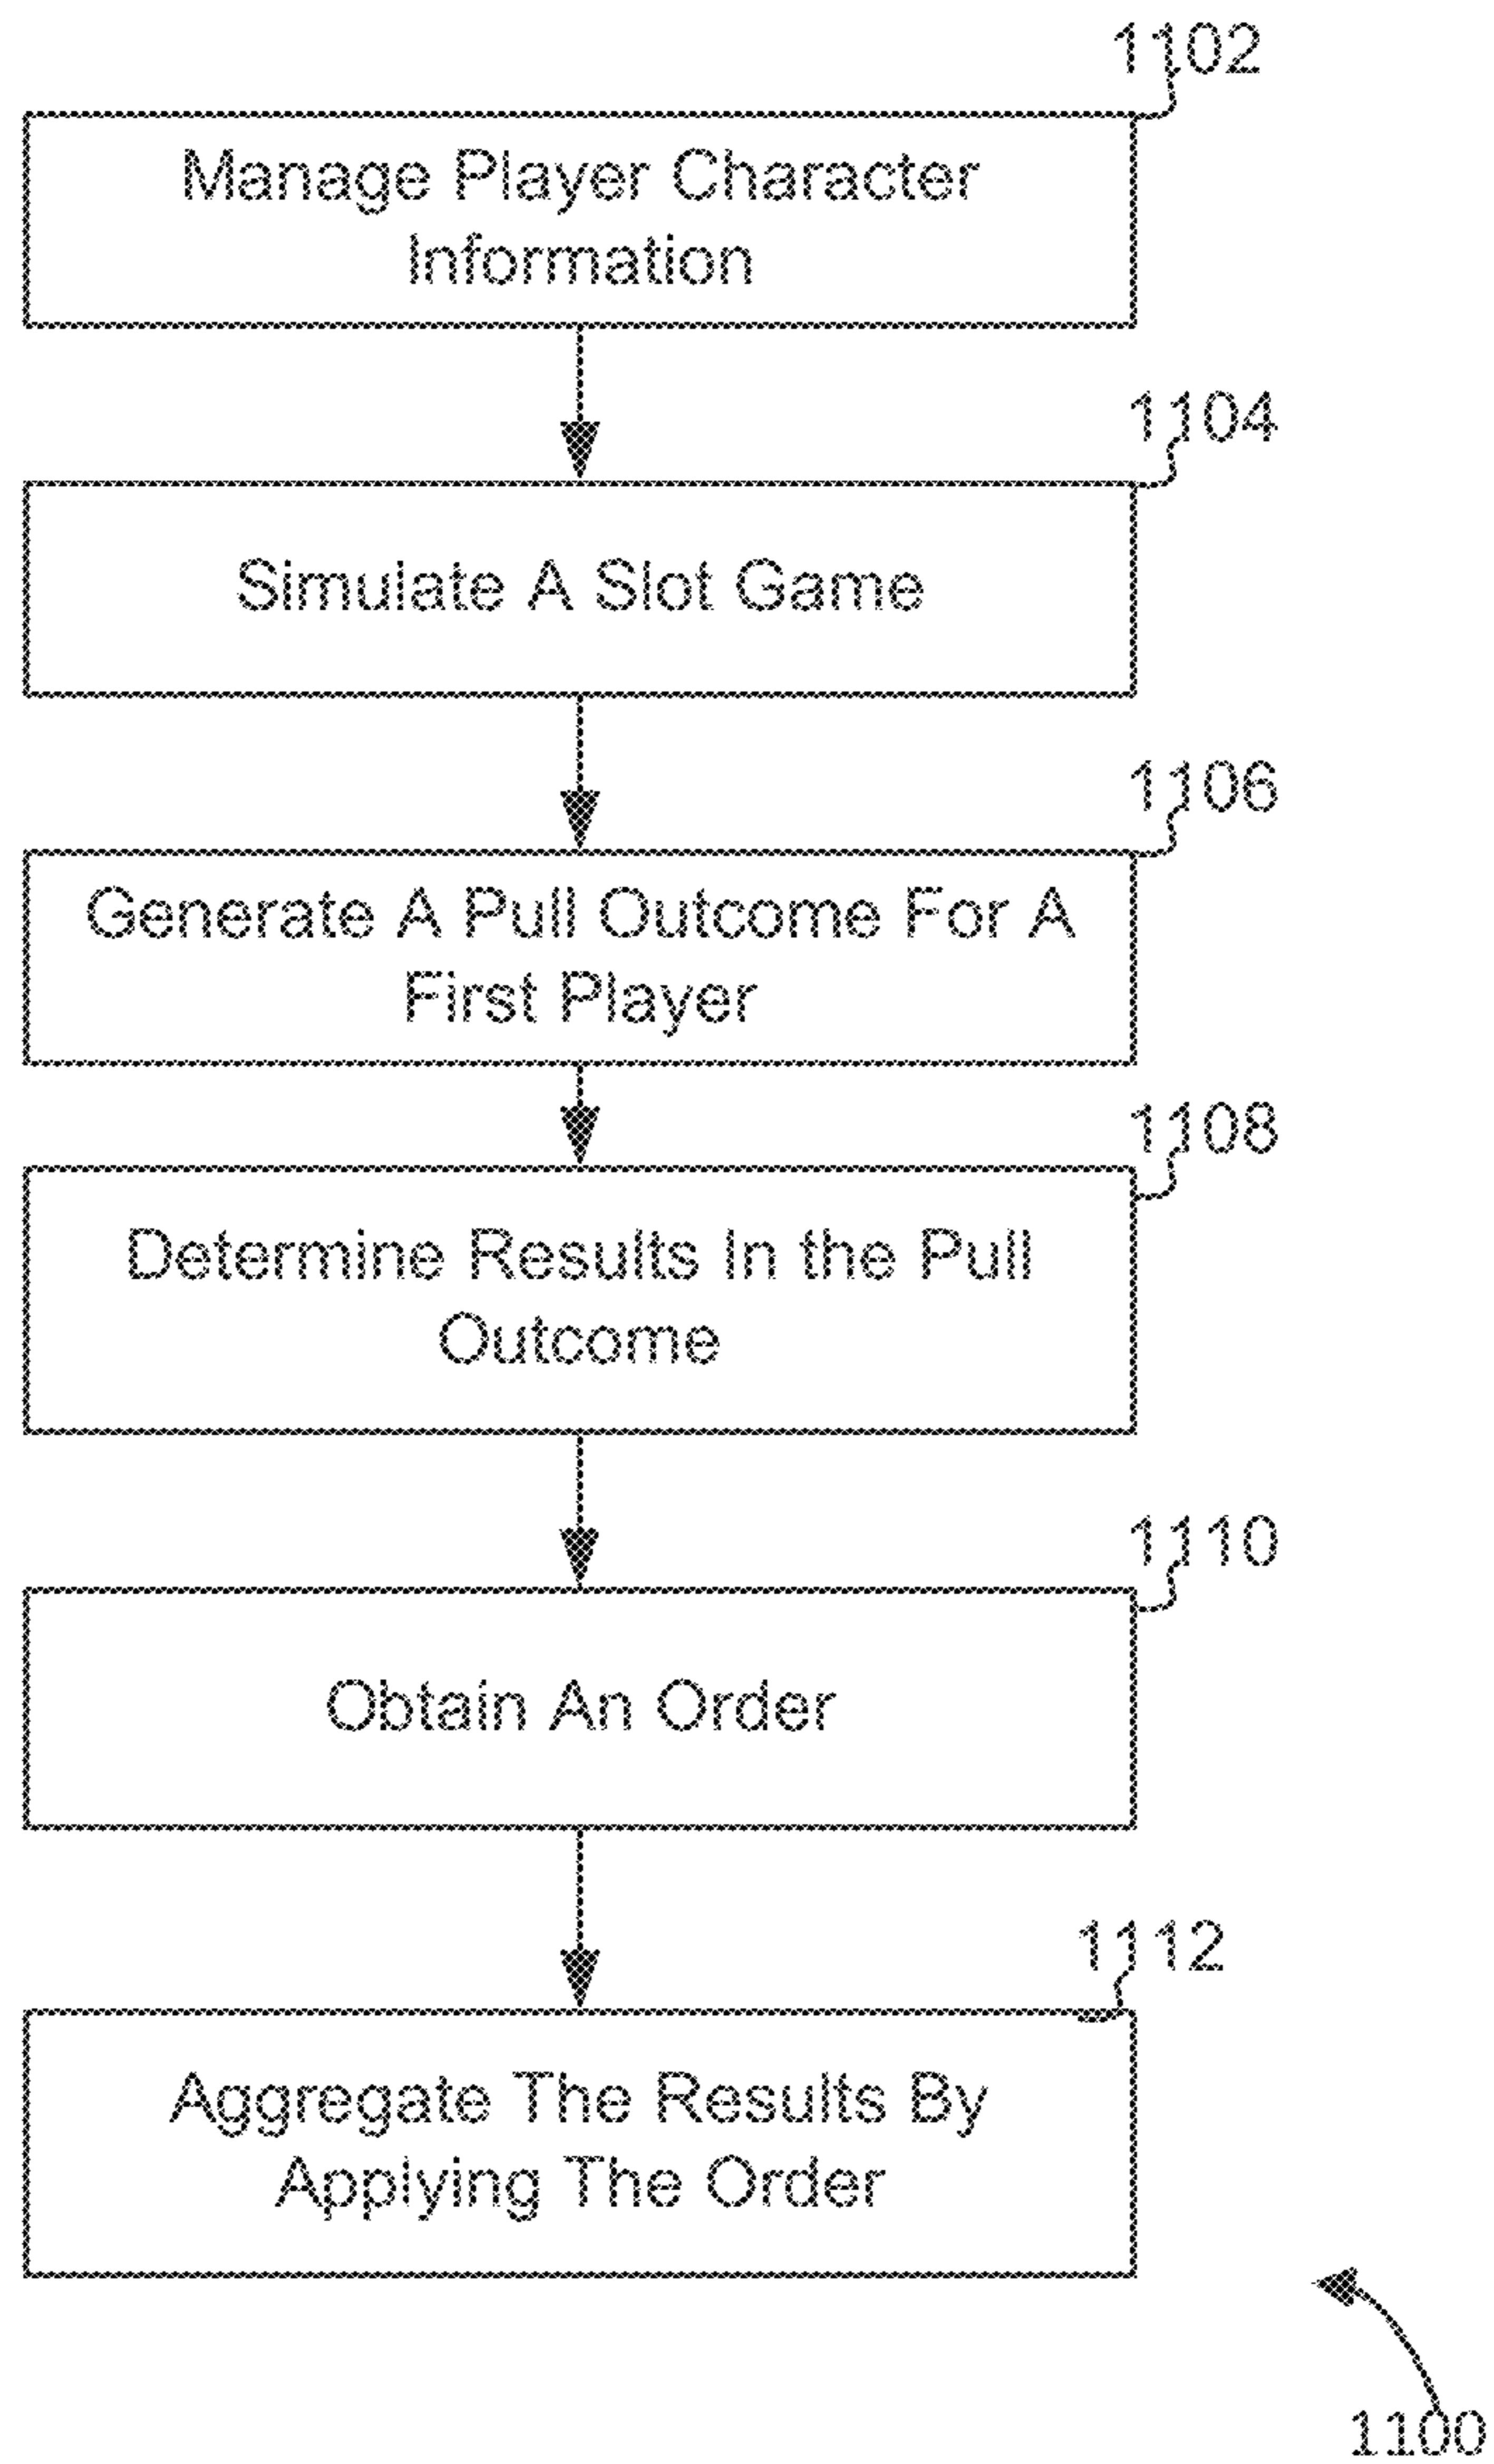 1102
Manage Player Character
Information
1104
Simulate A Slot Game
1106
Generate A Pull Outcome For A
First Player
1108
Determine Results In the Pull
Outcome
1110
Obtain An Order
1112
Aggregate The Results By
Applying The Order
1100